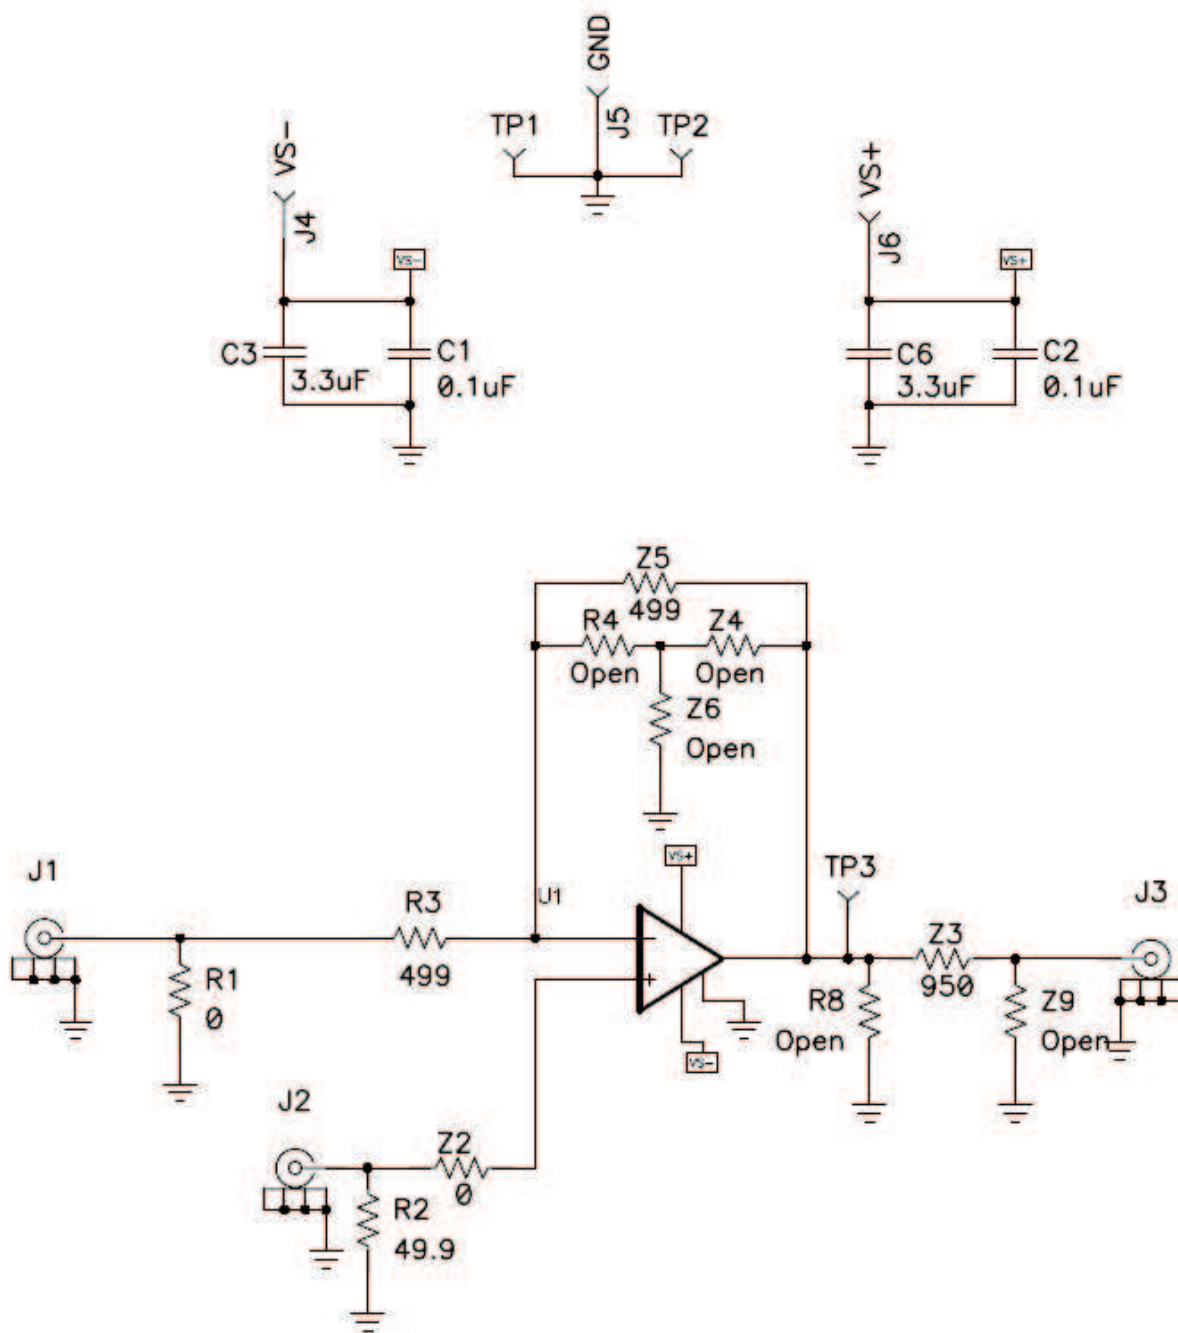 GND
J5
TP1
TP2
VS-
J4
VS-
C3
3.3uF
C1
0.1uF
VS+
J6
VS+
C6
3.3uF
C2
0.1uF
Z5
499
R4
Open
Z4
Open
Z6
Open
J1
R1
0
R3
499
U1
VS+
-
+
VS-
TP3
R8
Open
Z3
950
Z9
Open
J3
J2
R2
49.9
Z2
0